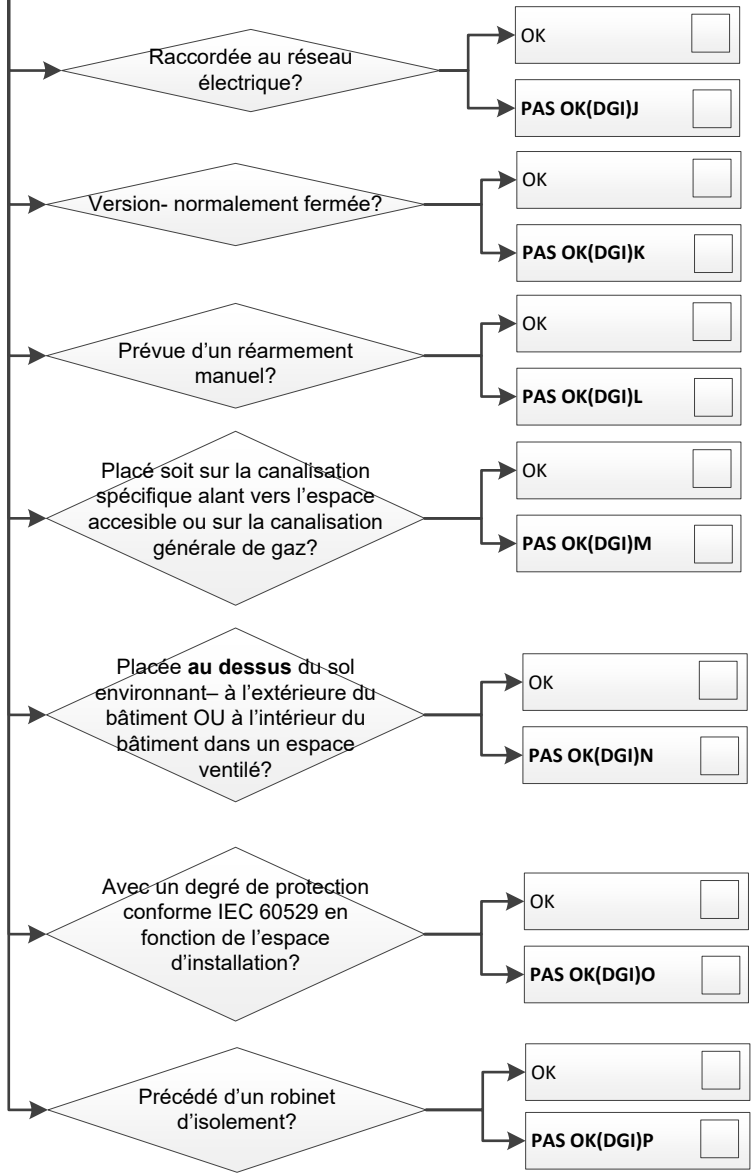 Raccordée au réseau
électrique?
OK
PAS OK(DGI)J
Version- normalement fermée?
OK
PAS OK(DGI)K
Prévue d’un réarmement
manuel?
OK
PAS OK(DGI)L
Placé soit sur la canalisation
spécifique alant vers l’espace
accesible ou sur la canalisation
générale de gaz?
OK
PAS OK(DGI)M
Placée au dessus du sol
environnant– à l’extérieure du
bâtiment OU à l’intérieur du
bâtiment dans un espace
ventilé?
OK
PAS OK(DGI)N
Avec un degré de protection
conforme IEC 60529 en
fonction de l’espace
d’installation?
OK
PAS OK(DGI)O
Précédé d’un robinet
d’isolement?
OK
PAS OK(DGI)P